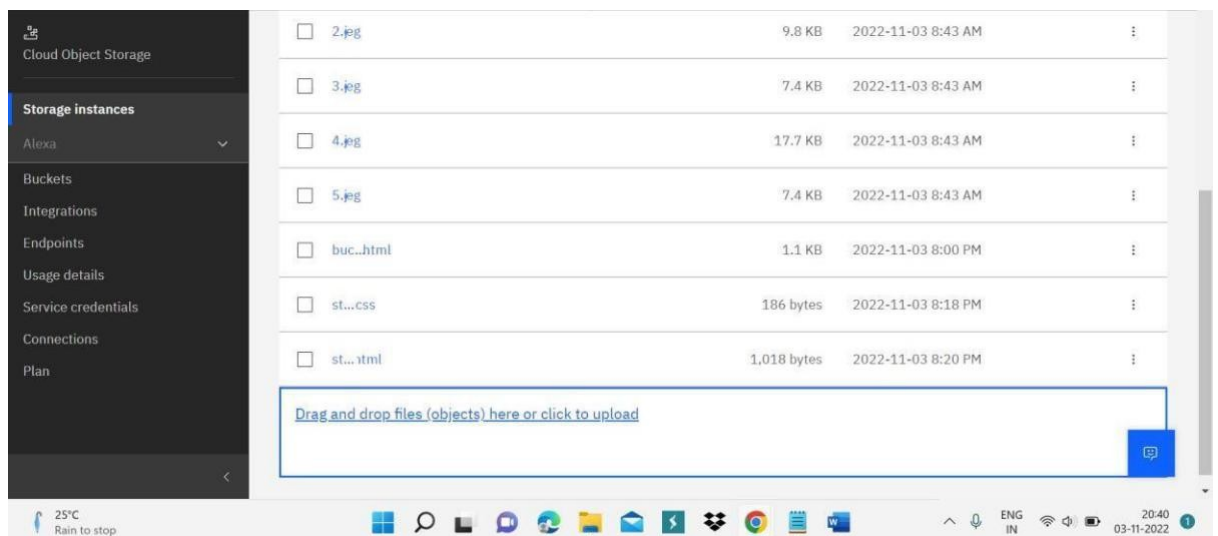 Cloud Object Storage
Storage instances
Alexa
Buckets
Integrations
Endpoints
Usage details
Service credentials
Connections
Plan
2.jeg 9.8 KB 2022-11-03 8:43 AM
3.jeg 7.4 KB 2022-11-03 8:43 AM
4.jeg 17.7 KB 2022-11-03 8:43 AM
5.jeg 7.4 KB 2022-11-03 8:43 AM
buc..html 1.1 KB 2022-11-03 8:00 PM
st...css 186 bytes 2022-11-03 8:18 PM
1,018 bytes 2022-11-03 8:20 PM
Drag and drop files (objects) here or click to upload
25°C
Rain to stop
ENG
IN
20:40
03-11-2022
1